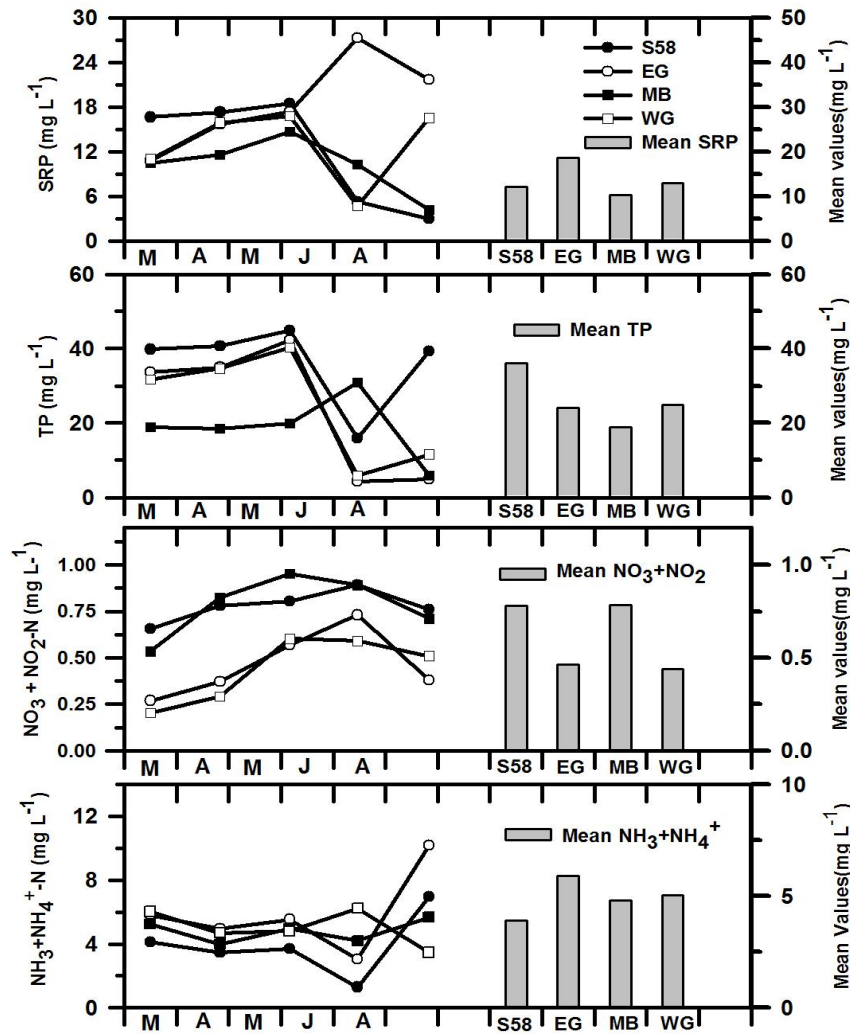 30
24
18
12
6
0
SRP (mg L-1)
S58
EG
MB
WG
Mean SRP
50
40
30
20
10
0
Mean values(mg L-1)
M A M J A S58 EG MB WG
60
40
20
0
TP (mg L-1)
Mean TP
60
40
20
0
Mean values(mg L-1)
M A M J A S58 EG MB WG
1.00
0.75
0.50
0.25
0.00
NO3 + NO2-N (mg L-1)
Mean NO3+NO2
1.0
0.5
0.0
Mean values(mg L-1)
M A M J A S58 EG MB WG
12
8
4
0
NH3+NH4+-N (mg L-1)
Mean NH3+NH4+
10
5
0
Mean Values(mg L-1)
M A M J A S58 EG MB WG